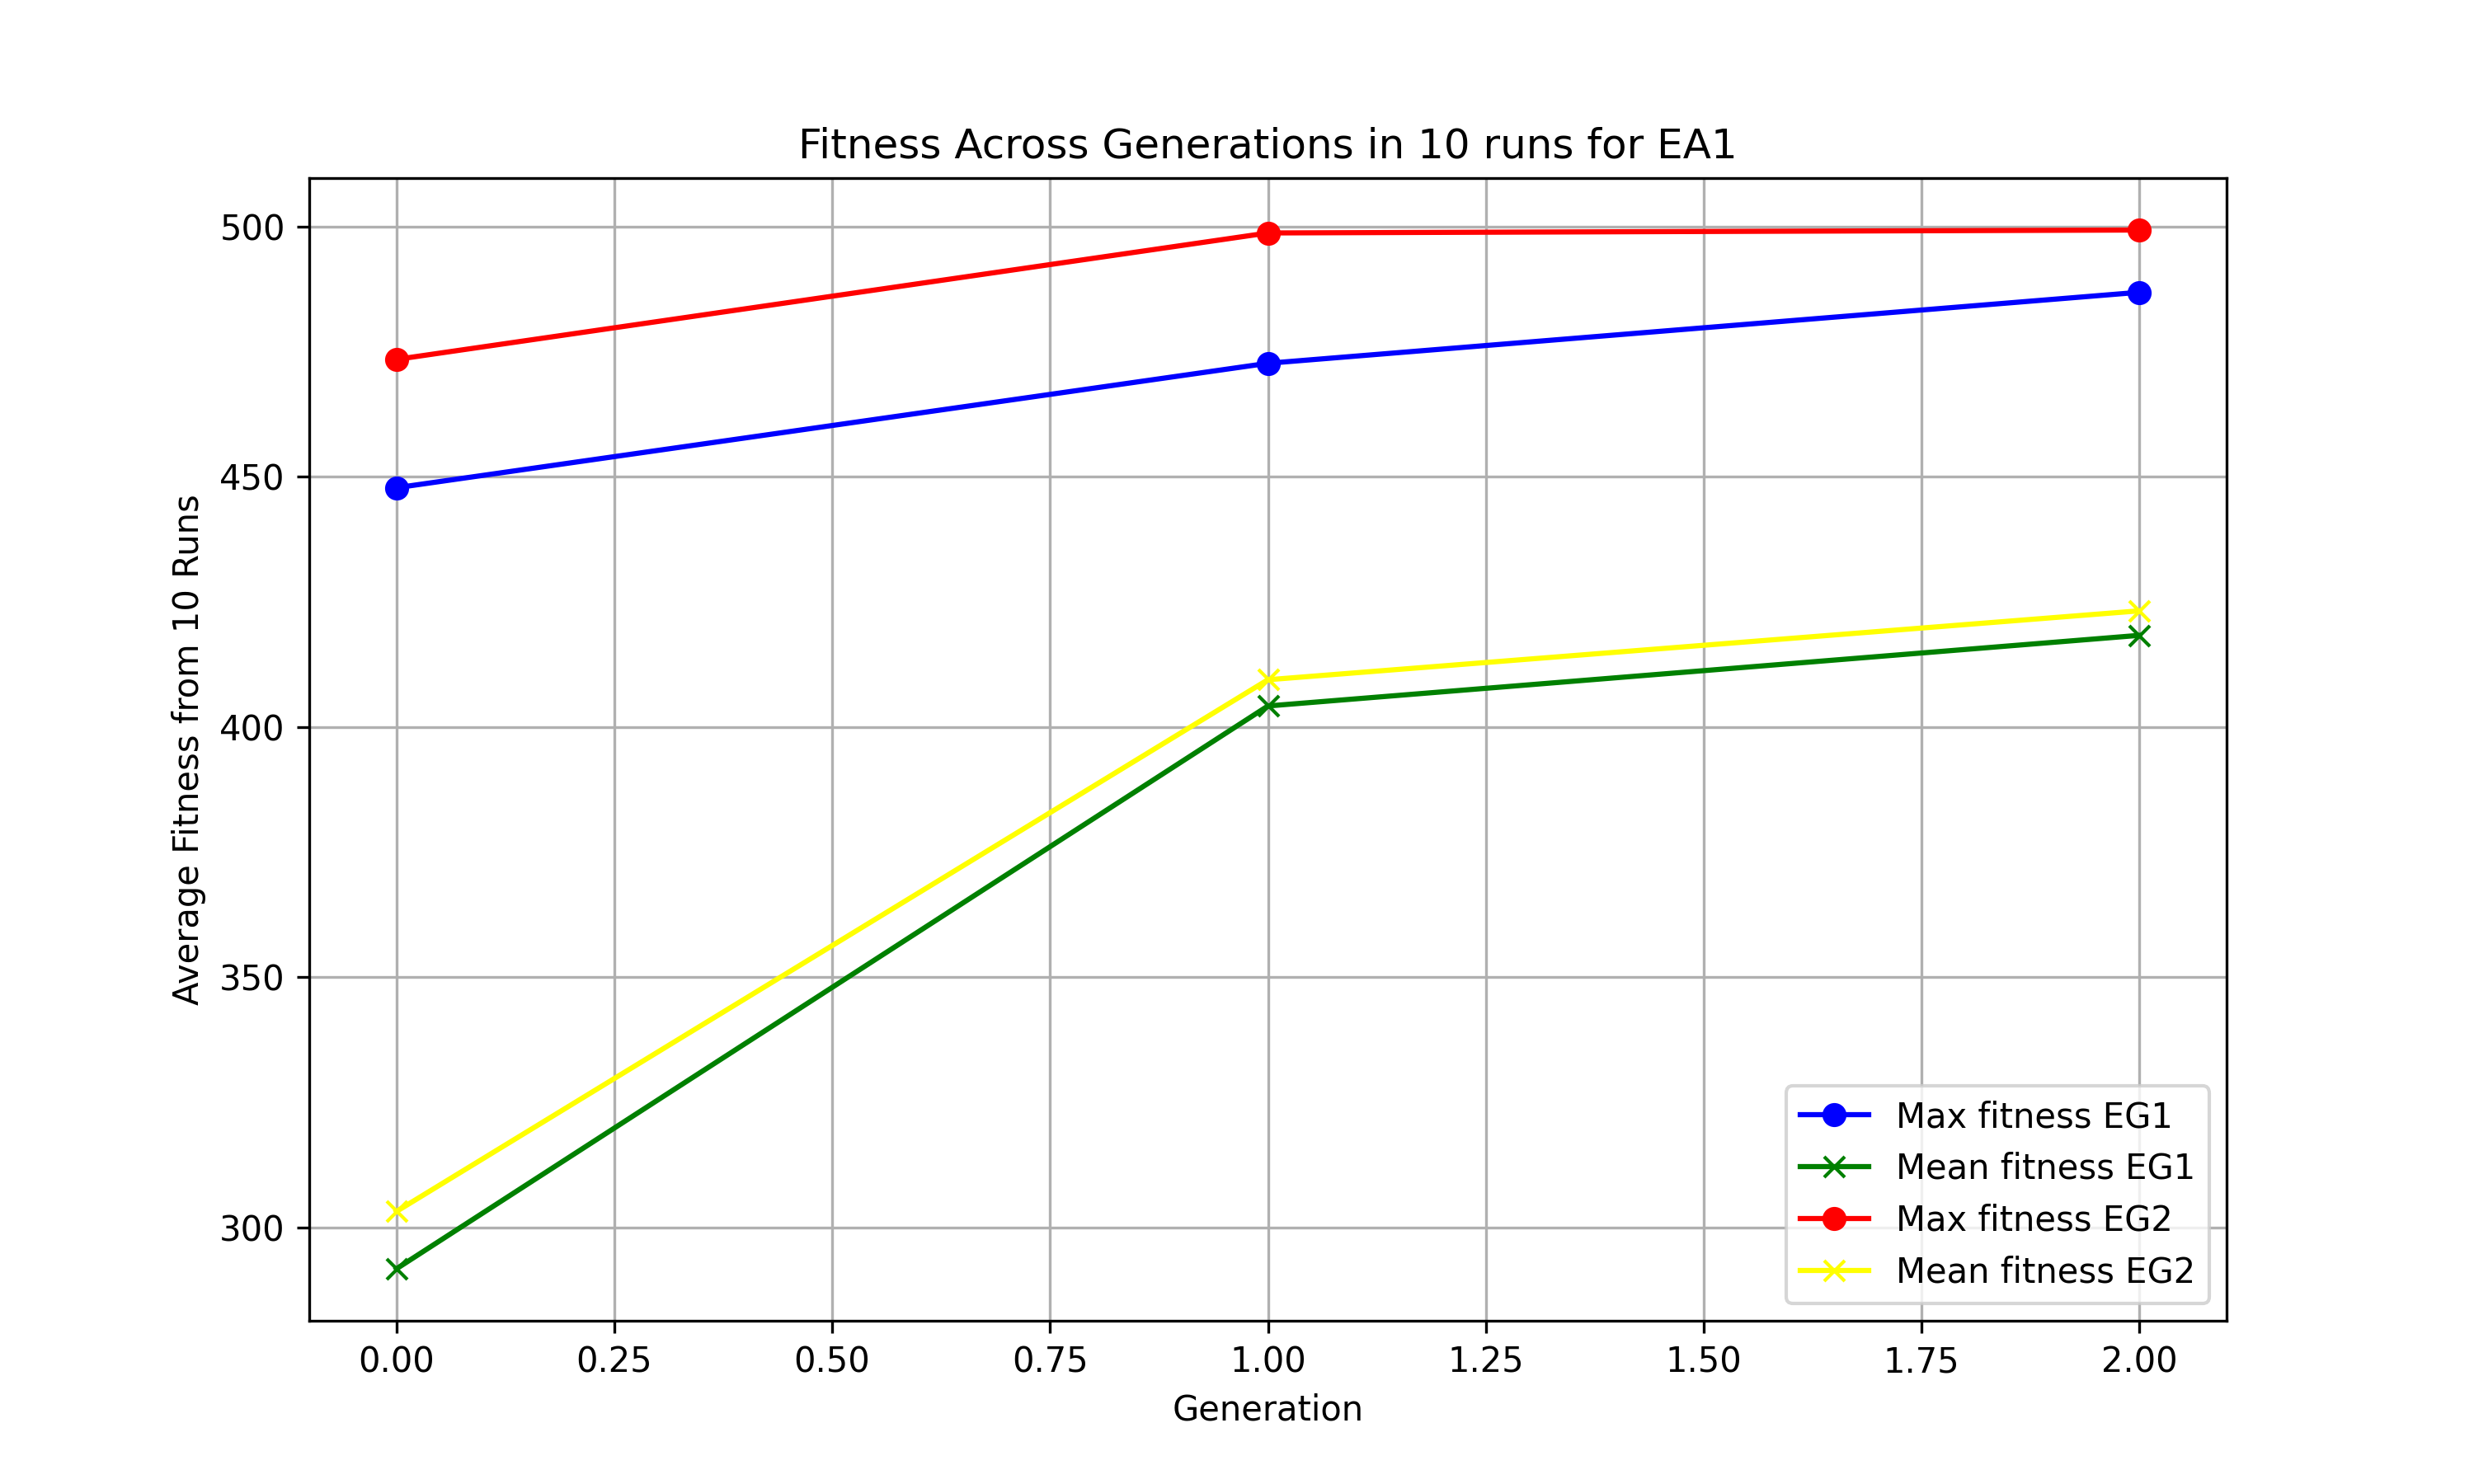 Fitness Across Generations in 10 runs for EA1
Average Fitness from 10 Runs
500
450
400
350
300
0.00 0.25 0.50 0.75 1.00 1.25 1.50 1.75 2.00
Generation
Max fitness EG1
Mean fitness EG1
Max fitness EG2
Mean fitness EG2